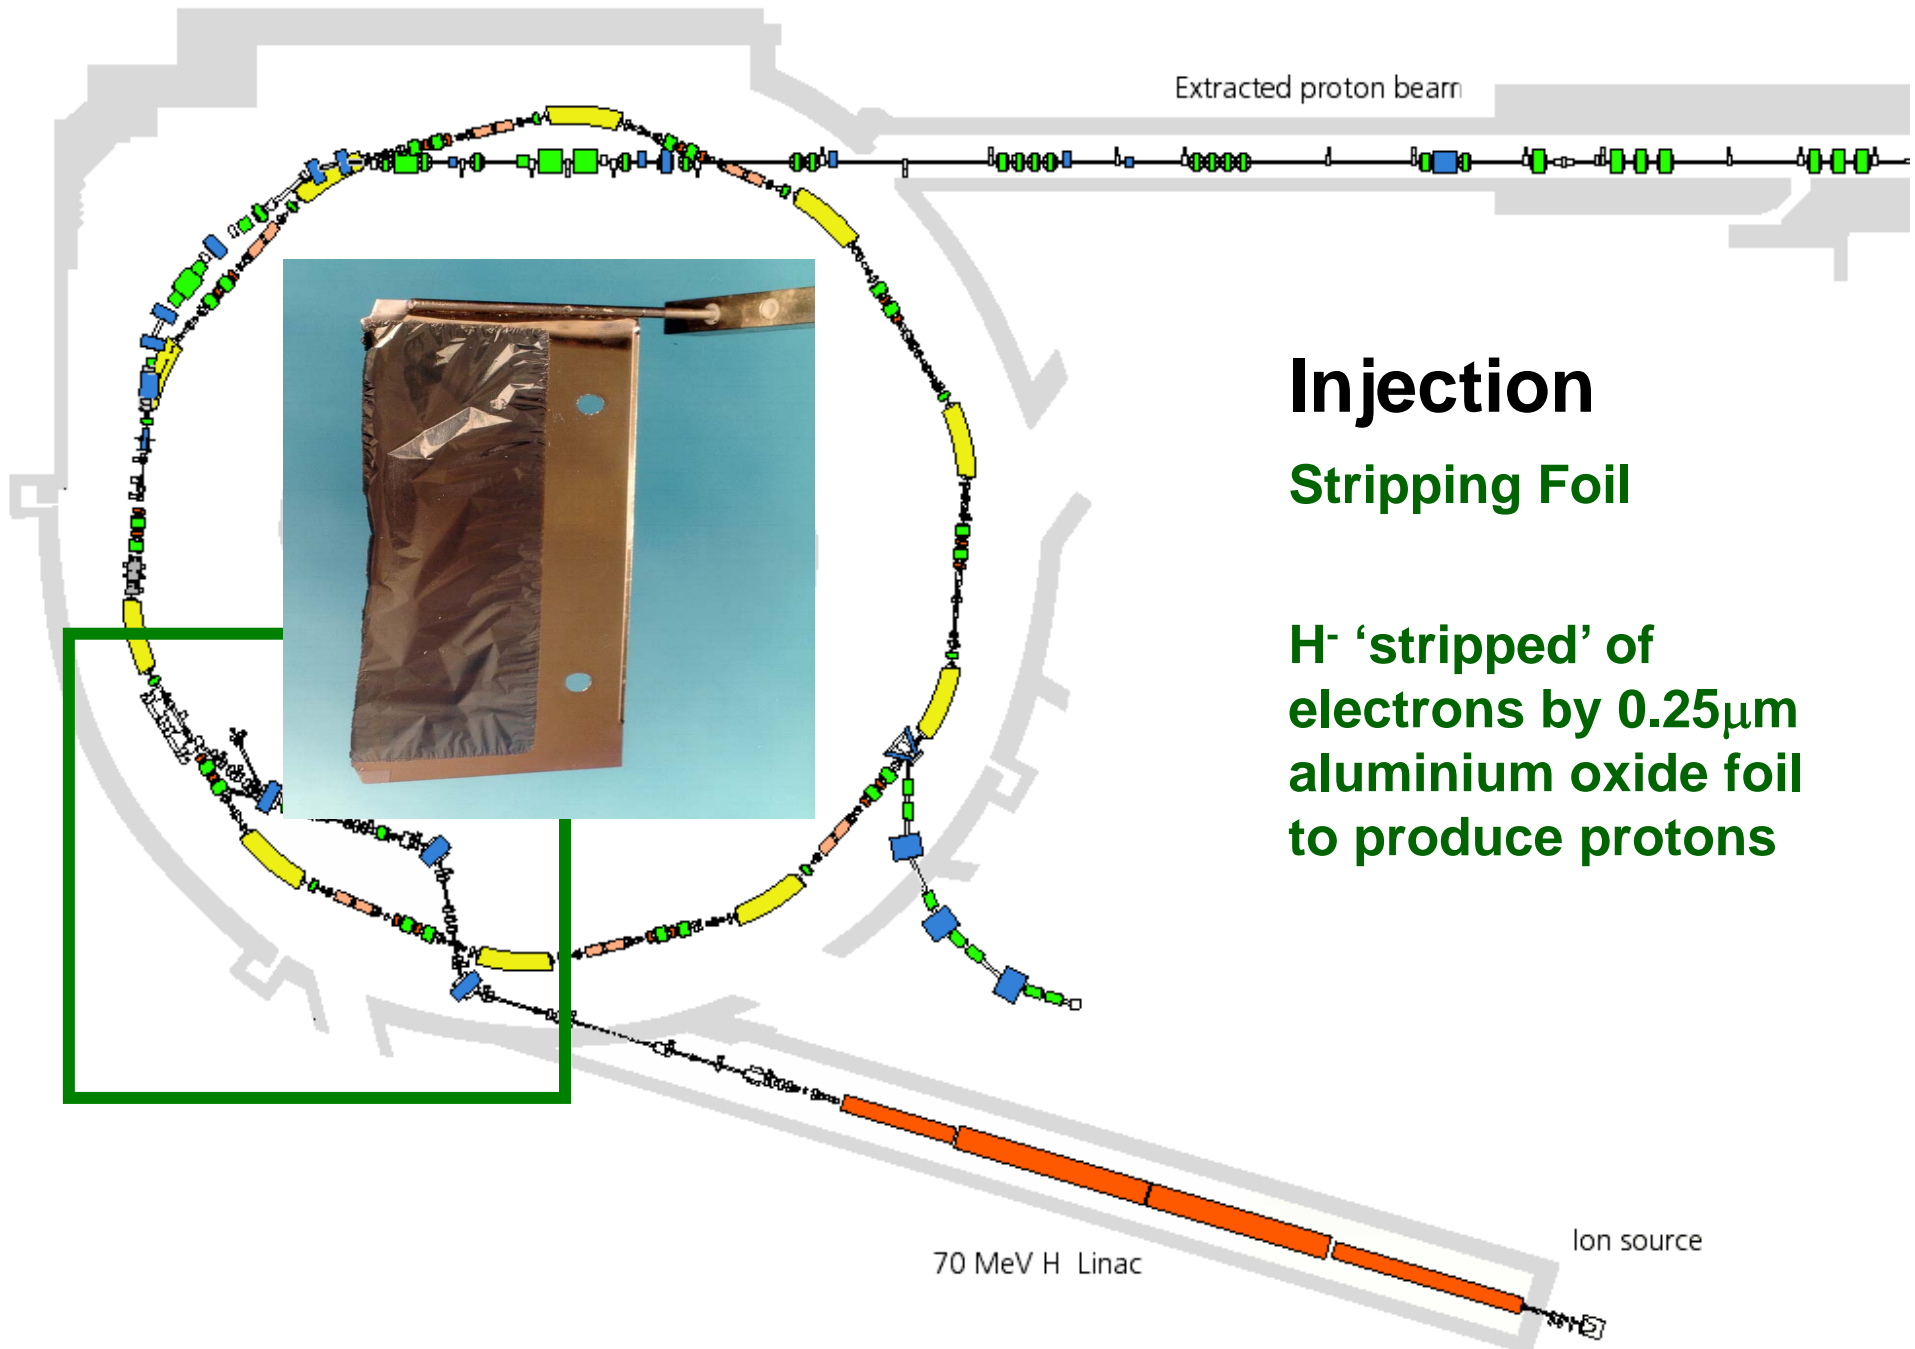 Extracted proton beam
Injection
Stripping Foil
H- ‘stripped’ of
electrons by 0.25μm
aluminium oxide foil
to produce protons
Ion source
70 MeV H Linac